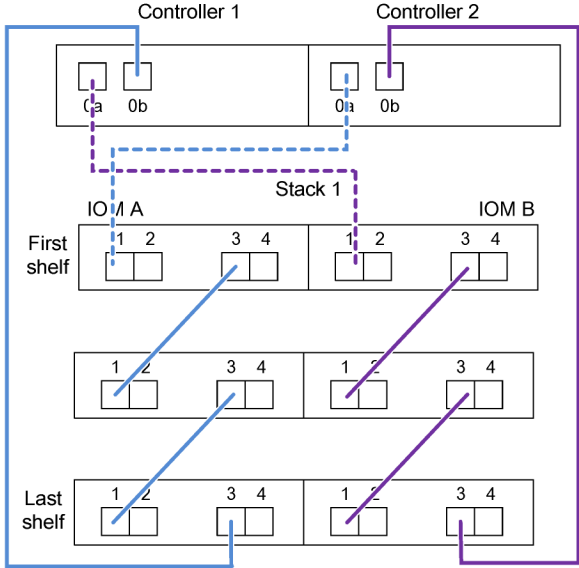 Controller 1 Controller 2
0a 0b 0a 0b
Stack 1
IOM A IOM B
First
shelf
1 2 3 4 1 2 3 4
1 2 3 4 1 2 3 4
Last
shelf
1 2 3 4 1 2 3 4